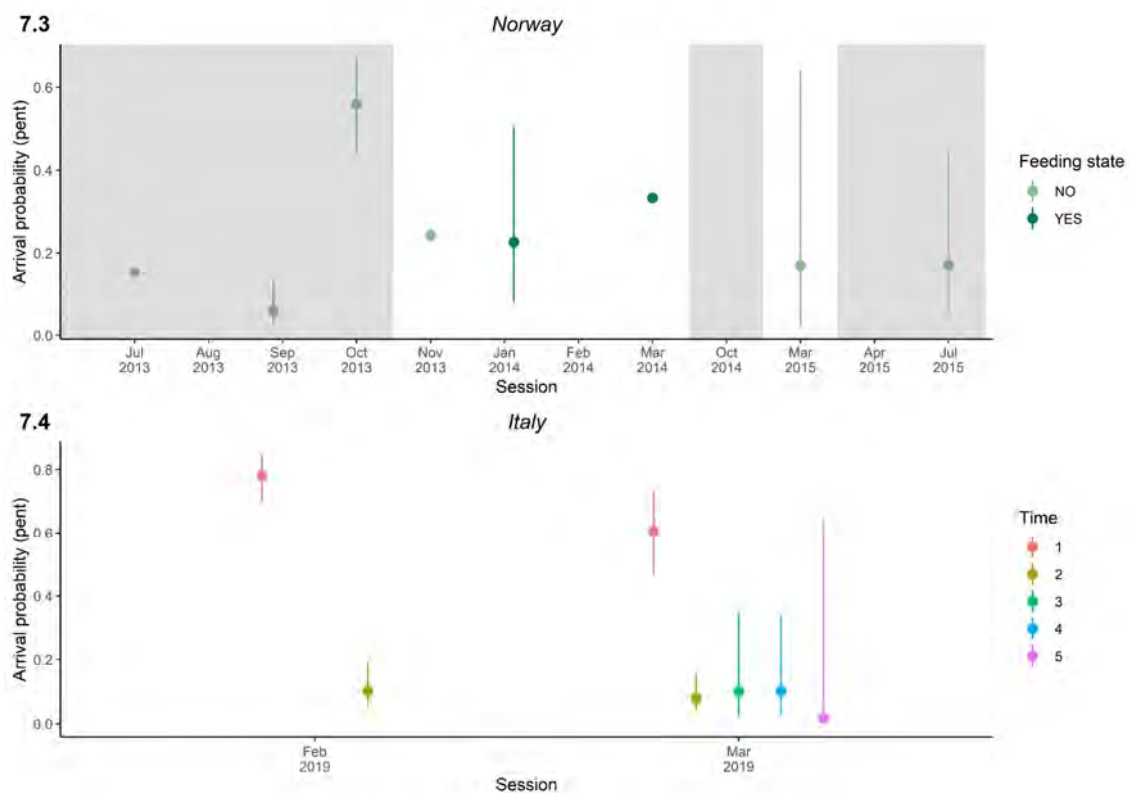 7.3
Norway
Arrival probability (pent)
0.6
0.4
0.2
0.0
Jul Aug Sep Oct Nov Jan Feb Mar Oct Mar Apr Jul
2013 2013 2013 2013 2013 2014 2014 2014 2014 2015 2015 2015
Session
Feeding state
NO
YES
7.4
Italy
Arrival probability (pent)
0.8
0.6
0.4
0.2
0.0
Feb Mar
2019 2019
Session
Time
1
2
3
4
5